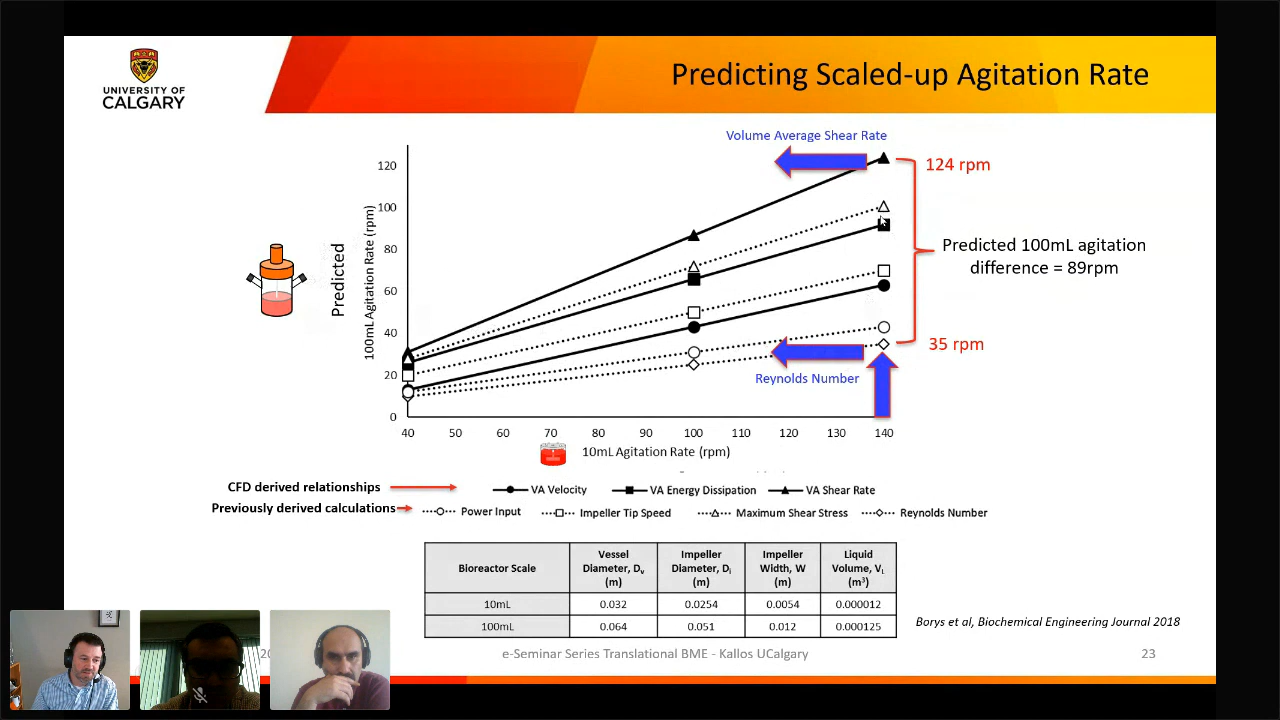 UNIVERSITY OF
CALGARY
Predicting Scaled-up Agitation Rate
Volume Average Shear Rate
124 rpm
Predicted 100mL agitation
difference = 89rpm
35 rpm
Reynolds Number
Predicted
100mL Agitation Rate (rpm)
120
100
80
60
40
20
0
40 50 60 70 80 90 100 110 120 130 140
10mL Agitation Rate (rpm)
CFD derived relationships
VA Velocity VA Energy Dissipation VA Shear Rate
Previously derived calculations
Power Input Impeller Tip Speed Maximum Shear Stress Reynolds Number
Bioreactor Scale Vessel Diameter, Dv (m) Impeller Diameter, Di (m) Impeller Width, W (m) Liquid Volume, VL (m³)
10mL 0.032 0.0254 0.0054 0.000012
100mL 0.064 0.051 0.012 0.000125
Borys et al, Biochemical Engineering Journal 2018
e-Seminar Series Translational BME - Kallos UCalgary
23